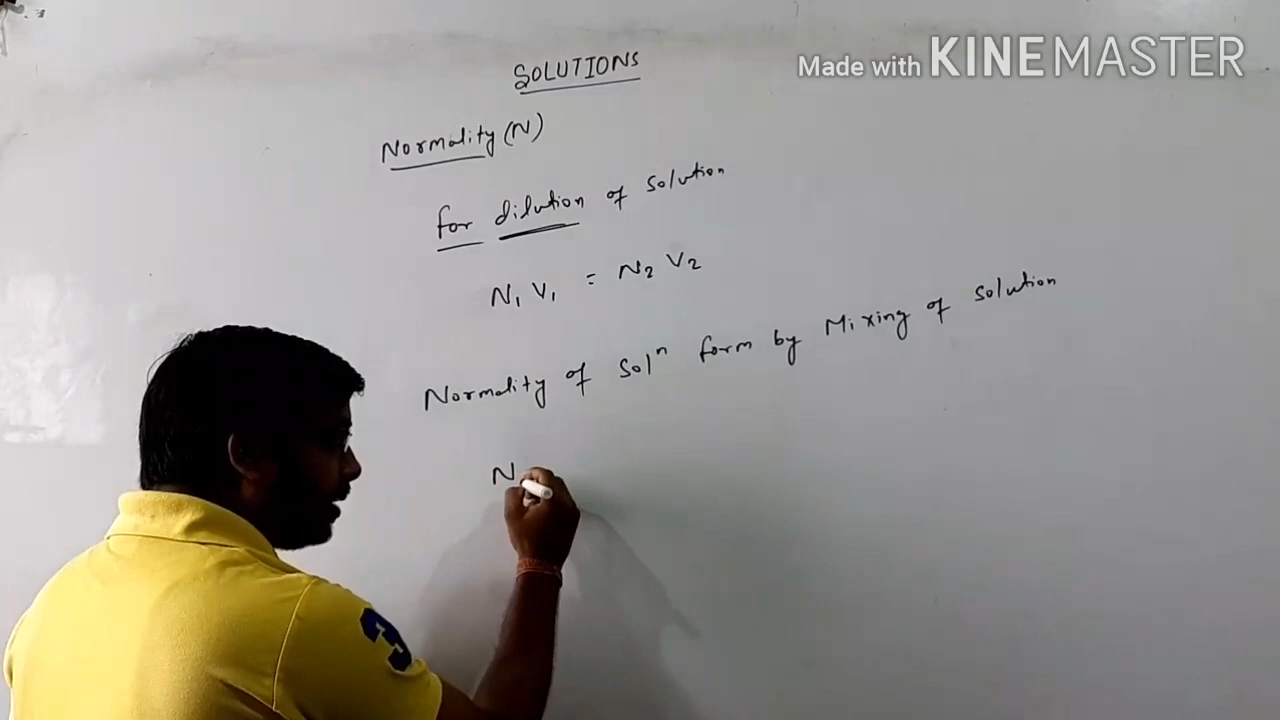 Made with KINEMASTER
SOLUTIONS
Normality (N)
for dilution of solution
N₁ V₁ = N₂ V₂
Normality of Solⁿ form by Mixing of solution
N
3